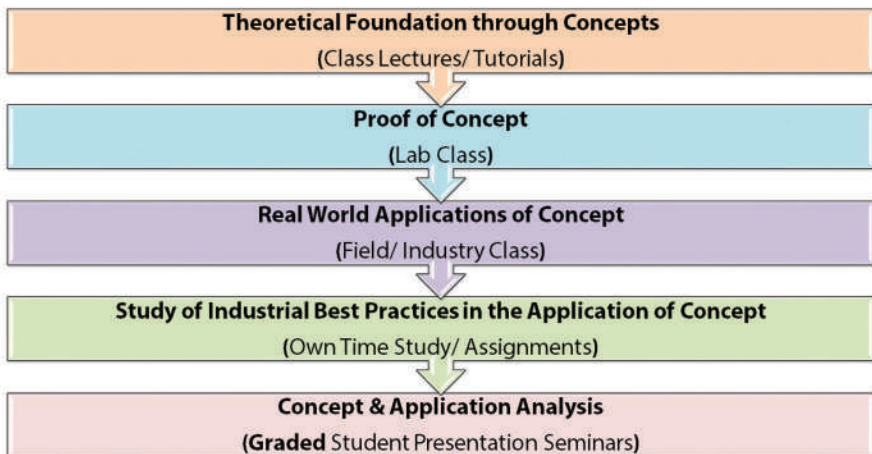 Theoretical Foundation through Concepts
(Class Lectures/ Tutorials)
Proof of Concept
(Lab Class)
Real World Applications of Concept
(Field/ Industry Class)
Study of Industrial Best Practices in the Application of Concept
(Own Time Study/ Assignments)
Concept & Application Analysis
(Graded Student Presentation Seminars)